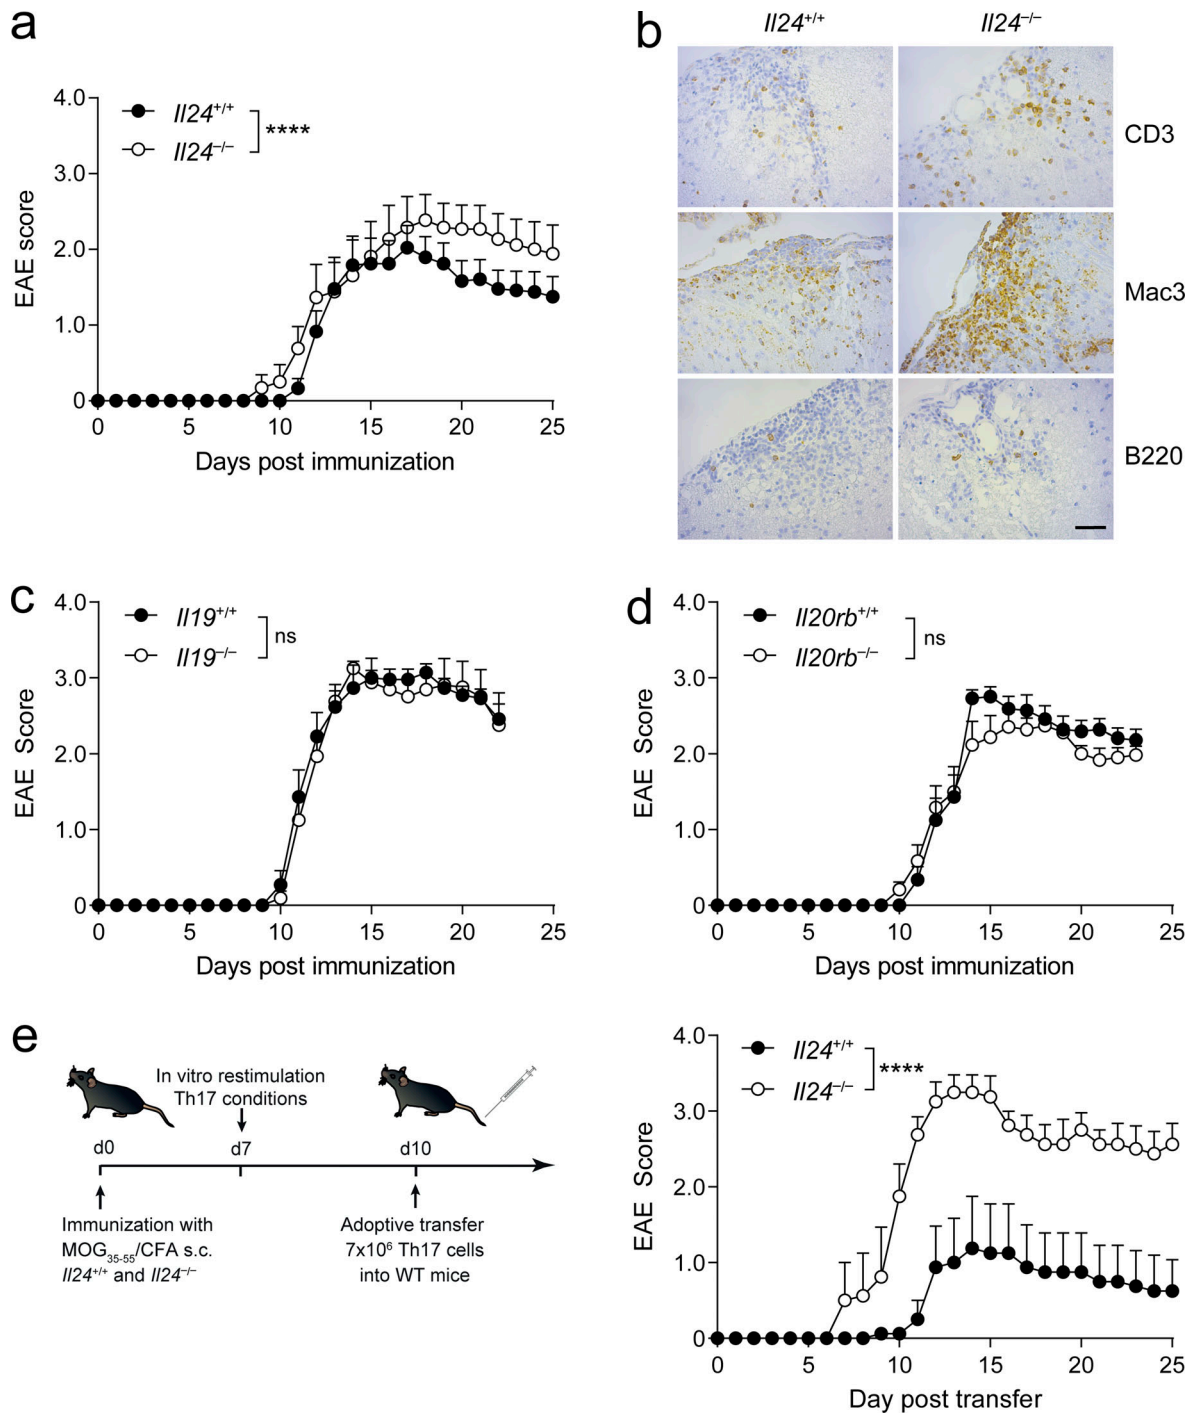 a
4.0
3.0
2.0
1.0
0
EAE score
Il24+/+
Il24–/–
****
0 5 10 15 20 25
Days post immunization
b
Il24+/+ Il24–/–
CD3
Mac3
B220
c
4.0
3.0
2.0
1.0
0
EAE Score
Il19+/+
Il19–/–
ns
0 5 10 15 20 25
Days post immunization
d
4.0
3.0
2.0
1.0
0
EAE Score
Il20rb+/+
Il20rb–/–
ns
0 5 10 15 20 25
Days post immunization
e
In vitro restimulation
Th17 conditions
d0 d7 d10
Immunization with
MOG35-55/CFA s.c.
Il24+/+ and Il24–/–
Adoptive transfer
7x10⁶ Th17 cells
into WT mice
4.0
3.0
2.0
1.0
0
EAE Score
Il24+/+
Il24–/–
****
0 5 10 15 20 25
Day post transfer